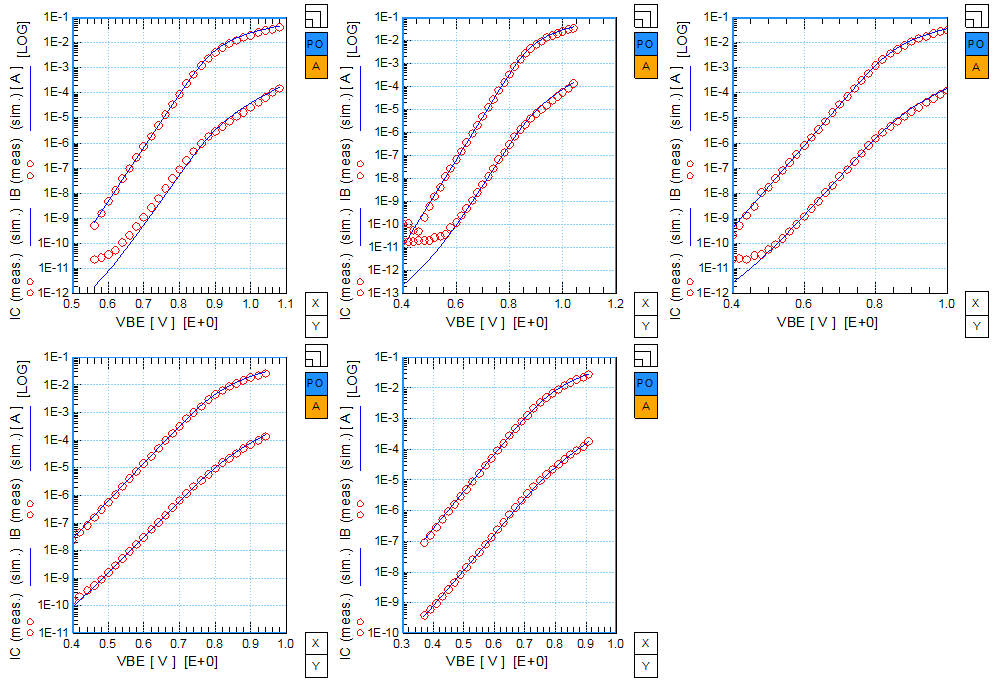 IC (meas.) (sim.) IB (meas) (sim.) [ A ] [LOG]
1E-1
1E-2
1E-3
1E-4
1E-5
1E-6
1E-7
1E-8
1E-9
1E-10
1E-11
1E-12
0.5 0.6 0.7 0.8 0.9 1.0 1.1
VBE [ V ] [E+0]
PO
A
X
Y
IC (meas.) (sim.) IB (meas) (sim.) [ A ] [LOG]
1E-1
1E-2
1E-3
1E-4
1E-5
1E-6
1E-7
1E-8
1E-9
1E-10
1E-11
1E-12
1E-13
0.4 0.6 0.8 1.0 1.2
VBE [ V ] [E+0]
PO
A
X
Y
IC (meas.) (sim.) IB (meas) (sim.) [ A ] [LOG]
1E-1
1E-2
1E-3
1E-4
1E-5
1E-6
1E-7
1E-8
1E-9
1E-10
1E-11
1E-12
0.4 0.6 0.8 1.0
VBE [ V ] [E+0]
PO
A
X
Y
IC (meas.) (sim.) IB (meas) (sim.) [ A ] [LOG]
1E-1
1E-2
1E-3
1E-4
1E-5
1E-6
1E-7
1E-8
1E-9
1E-10
1E-11
0.4 0.5 0.6 0.7 0.8 0.9 1.0
VBE [ V ] [E+0]
PO
A
X
Y
IC (meas.) (sim.) IB (meas) (sim.) [ A ] [LOG]
1E-1
1E-2
1E-3
1E-4
1E-5
1E-6
1E-7
1E-8
1E-9
1E-10
0.3 0.4 0.5 0.6 0.7 0.8 0.9 1.0
VBE [ V ] [E+0]
PO
A
X
Y